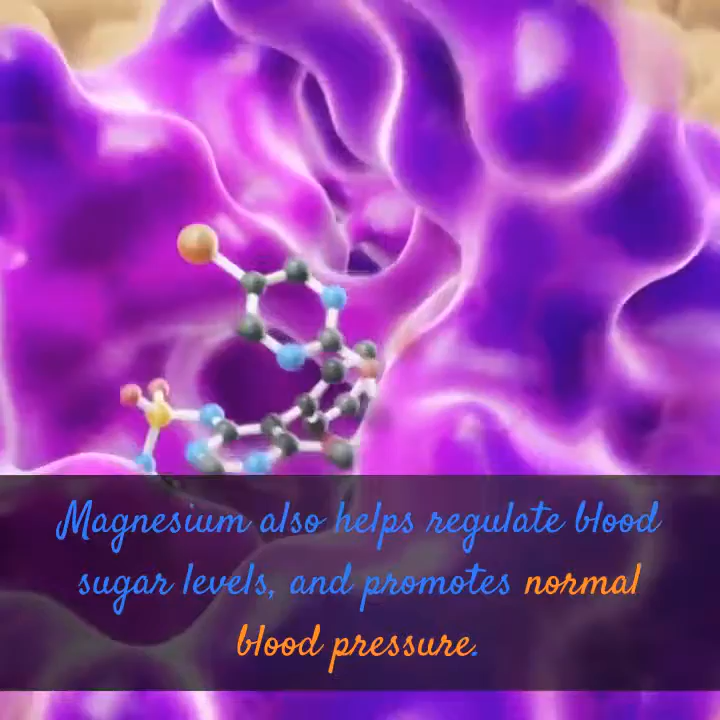 Magnesium also helps regulate blood
sugar levels, and promotes normal
blood pressure.